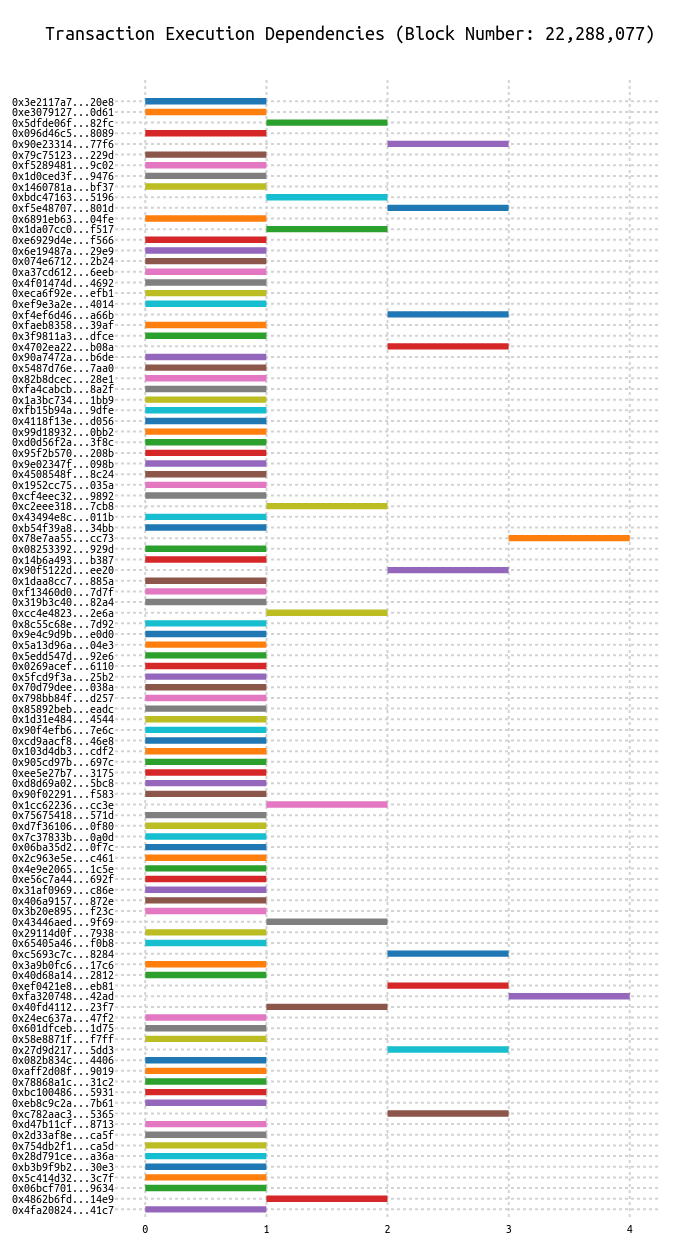 Transaction Execution Dependencies (Block Number: 22,288,077)
0x3e2117a7...20e8
0xe3079127...0d61
0x5dfde06f...82fc
0x096d46c5...8089
0x90e23314...77f6
0x79c75123...229d
0xf5289481...9c02
0x1d0ced3f...9476
0x1460781a...bf37
0xbdc47163...5196
0xf5e48707...801d
0x6891eb63...04fe
0x1da07cc0...f517
0xe6929d4e...f566
0x6e19487a...29e9
0x074e6712...2b24
0xa37cd612...6eeb
0x4f01474d...4692
0xeca6f92e...efb1
0xef9e3a2e...4014
0xf4ef6d46...a66b
0xfaeb8358...39af
0x3f9811a3...dfce
0x4702ea22...b08a
0x90a7472a...b6de
0x5487d76e...7aa0
0x82b8dcec...28e1
0xfa4cabcb...8a2f
0x1a3bc734...1bb9
0xfb15b94a...9dfe
0x4118f13e...d056
0x99d18932...0bb2
0xd0d56f2a...3f8c
0x95f2b570...208b
0x9e02347f...098b
0x4508548f...8c24
0x1952cc75...035a
0xcf4eec32...9892
0xc2eee318...7cb8
0x43494e8c...011b
0xb54f39a8...34bb
0x78e7aa55...cc73
0x08253392...929d
0x14b6a493...b387
0x90f5122d...ee20
0x1daa8cc7...885a
0xf13460d0...7d7f
0x319b3c40...82a4
0xcc4e4823...2e6a
0x8c55c68e...7d92
0x9e4c9d9b...e0d0
0x5a13d96a...04e3
0x5edd547d...92e6
0x0269acef...6110
0x5fcd9f3a...25b2
0x70d79dee...038a
0x798bb84f...d257
0x85892beb...eadc
0x1d31e484...4544
0x90f4efb6...7e6c
0xcd9aacf8...46e8
0x103d4db3...cdf2
0x905cd97b...697c
0xee5e27b7...3175
0xd8d69a02...5bc8
0x90f02291...f583
0x1cc62236...cc3e
0x75675418...571d
0xd7f36106...0f80
0x7c37833b...0a0d
0x06ba35d2...0f7c
0x2c963e5e...c461
0x4e9e2065...1c5e
0xe56c7a44...692f
0x31af0969...c86e
0x406a9157...872e
0x3b20e895...f23c
0x43446aed...9f69
0x29114d0f...7938
0x65405a46...f0b8
0xc5693c7c...8284
0x3a9b0fc6...17c6
0x40d68a14...2812
0xef0421e8...eb81
0xfa320748...42ad
0x40fd4112...23f7
0x24ec637a...47f2
0x601dfceb...1d75
0x58e8871f...f7ff
0x27d9d217...5dd3
0x082b834c...4406
0xaff2d08f...9019
0x78868a1c...31c2
0xbc100486...5931
0xeb8c9c2a...7b61
0xc782aac3...5365
0xd47b11cf...8713
0x2d33af8e...ca5f
0x754db2f1...ca5d
0x28d791ce...a36a
0xb3b9f9b2...30e3
0x5c414d32...3c7f
0x06bcf701...9634
0x4862b6fd...14e9
0x4fa20824...41c7
0 1 2 3 4